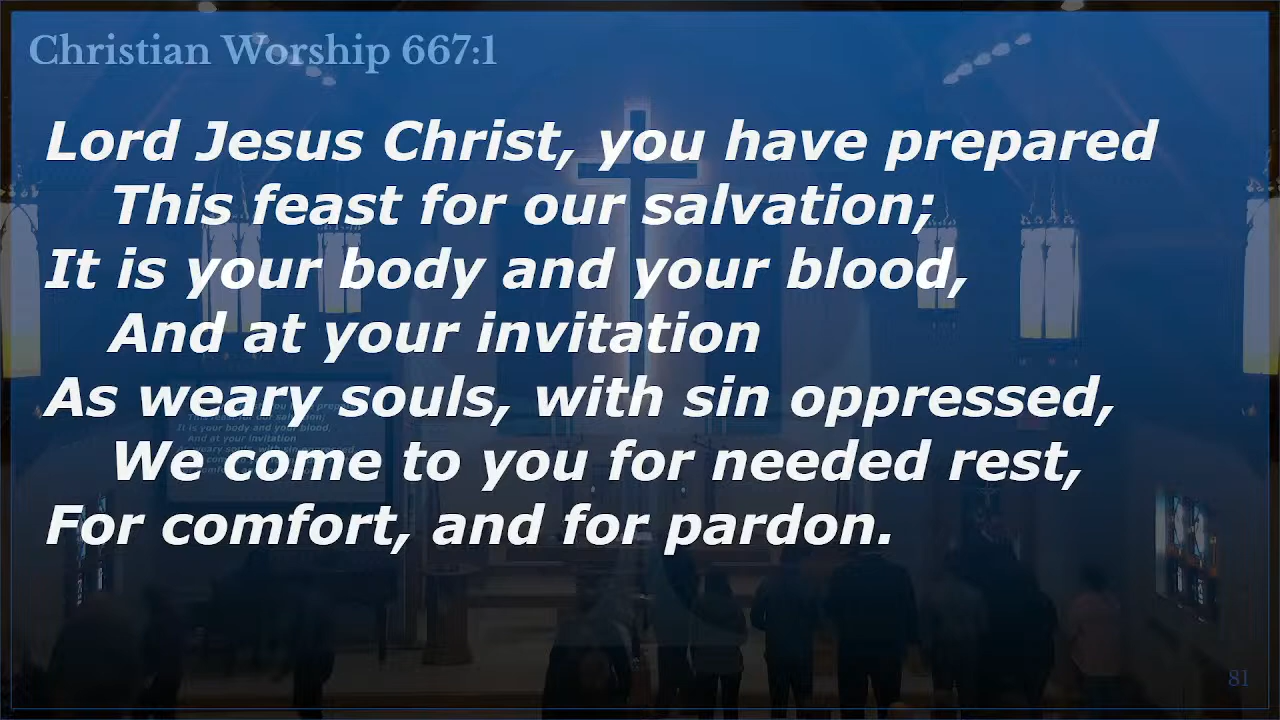 Christian Worship 667:1
Lord Jesus Christ, you have prepared
This feast for our salvation;
It is your body and your blood,
And at your invitation
As weary souls, with sin oppressed,
We come to you for needed rest,
For comfort, and for pardon.
81